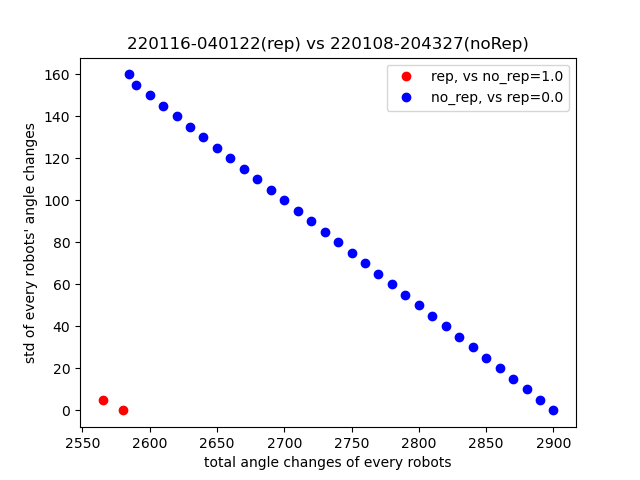 220116-040122(rep) vs 220108-204327(noRep)
rep, vs no_rep=1.0
no_rep, vs rep=0.0
std of every robots' angle changes
160
140
120
100
80
60
40
20
0
2550 2600 2650 2700 2750 2800 2850 2900
total angle changes of every robots